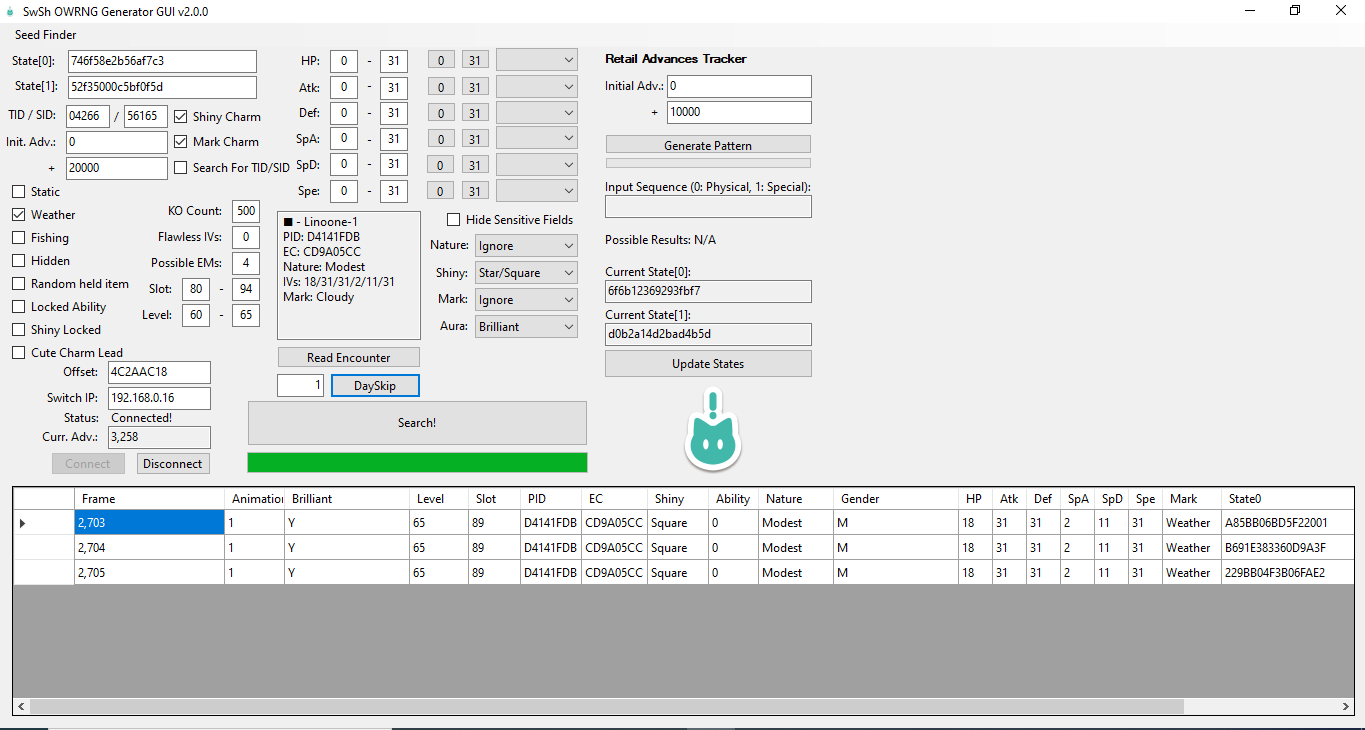 SwSh OWRNG Generator GUI v2.0.0
Seed Finder
State[0]: 746f58e2b56af7c3
State[1]: 52f35000c5bf0f5d
TID / SID: 04266 / 56165 Shiny Charm
Init. Adv.: 0 Mark Charm
+ 20000 Search For TID/SID
Static
Weather
Fishing
Hidden
Random held item
Locked Ability
Shiny Locked
Cute Charm Lead
KO Count: 500
Flawless IVs: 0
Possible EMs: 4
Slot: 80 - 94
Level: 60 - 65
Offset: 4C2AAC18
Switch IP: 192.168.0.16
Status: Connected!
Curr. Adv.: 3,258
Connect Disconnect
HP: 0 - 31 0 31
Atk: 0 - 31 0 31
Def: 0 - 31 0 31
SpA: 0 - 31 0 31
SpD: 0 - 31 0 31
Spe: 0 - 31 0 31
■ - Linoone-1
PID: D4141FDB
EC: CD9A05CC
Nature: Modest
IVs: 18/31/31/2/11/31
Mark: Cloudy
Read Encounter
1 DaySkip
Search!
Hide Sensitive Fields
Nature: Ignore
Shiny: Star/Square
Mark: Ignore
Aura: Brilliant
Retail Advances Tracker
Initial Adv.: 0
+ 10000
Generate Pattern
Input Sequence (0: Physical, 1: Special):
Possible Results: N/A
Current State[0]:
6f6b12369293fbf7
Current State[1]:
d0b2a14d2bad4b5d
Update States
Frame Animation Brilliant Level Slot PID EC Shiny Ability Nature Gender HP Atk Def SpA SpD Spe Mark State0
2,703 1 Y 65 89 D4141FDB CD9A05CC Square 0 Modest M 18 31 31 2 11 31 Weather A85BB06BD5F22001
2,704 1 Y 65 89 D4141FDB CD9A05CC Square 0 Modest M 18 31 31 2 11 31 Weather B691E383360D9A3F
2,705 1 Y 65 89 D4141FDB CD9A05CC Square 0 Modest M 18 31 31 2 11 31 Weather 229BB04F3B06FAE2